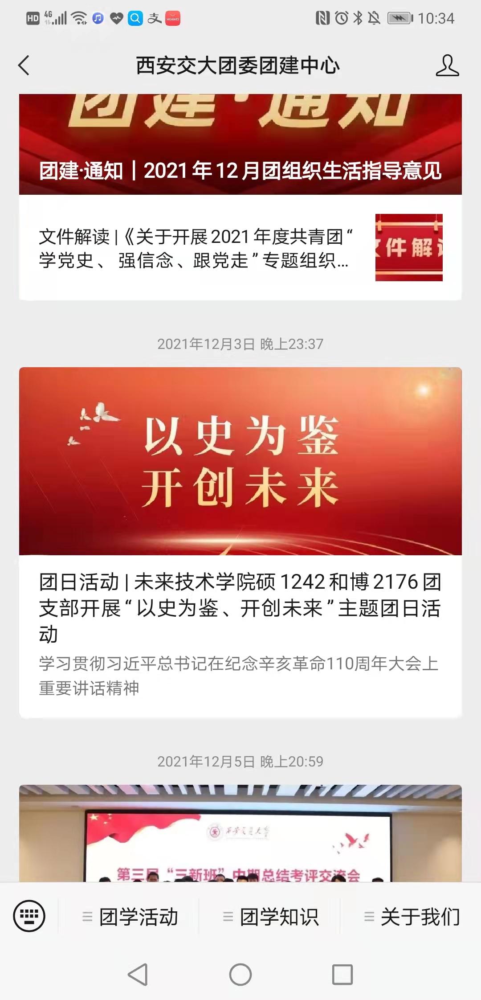 HD 4G HUAWEI 10:34
西安交大团委团建中心
团建·通知
团建·通知｜2021年12月团组织生活指导意见
文件解读 |《关于开展2021年度共青团“
学党史、强信念、跟党走”专题组织...
文件解读
2021年12月3日 晚上23:37
以史为鉴
开创未来
团日活动 | 未来技术学院硕1242和博2176团
支部开展“以史为鉴、开创未来”主题团日活
动
学习贯彻习近平总书记在纪念辛亥革命110周年大会上
重要讲话精神
2021年12月5日 晚上20:59
西安交通大学
第三届“三新班”中期总结考评交流会
团学活动
团学知识
关于我们